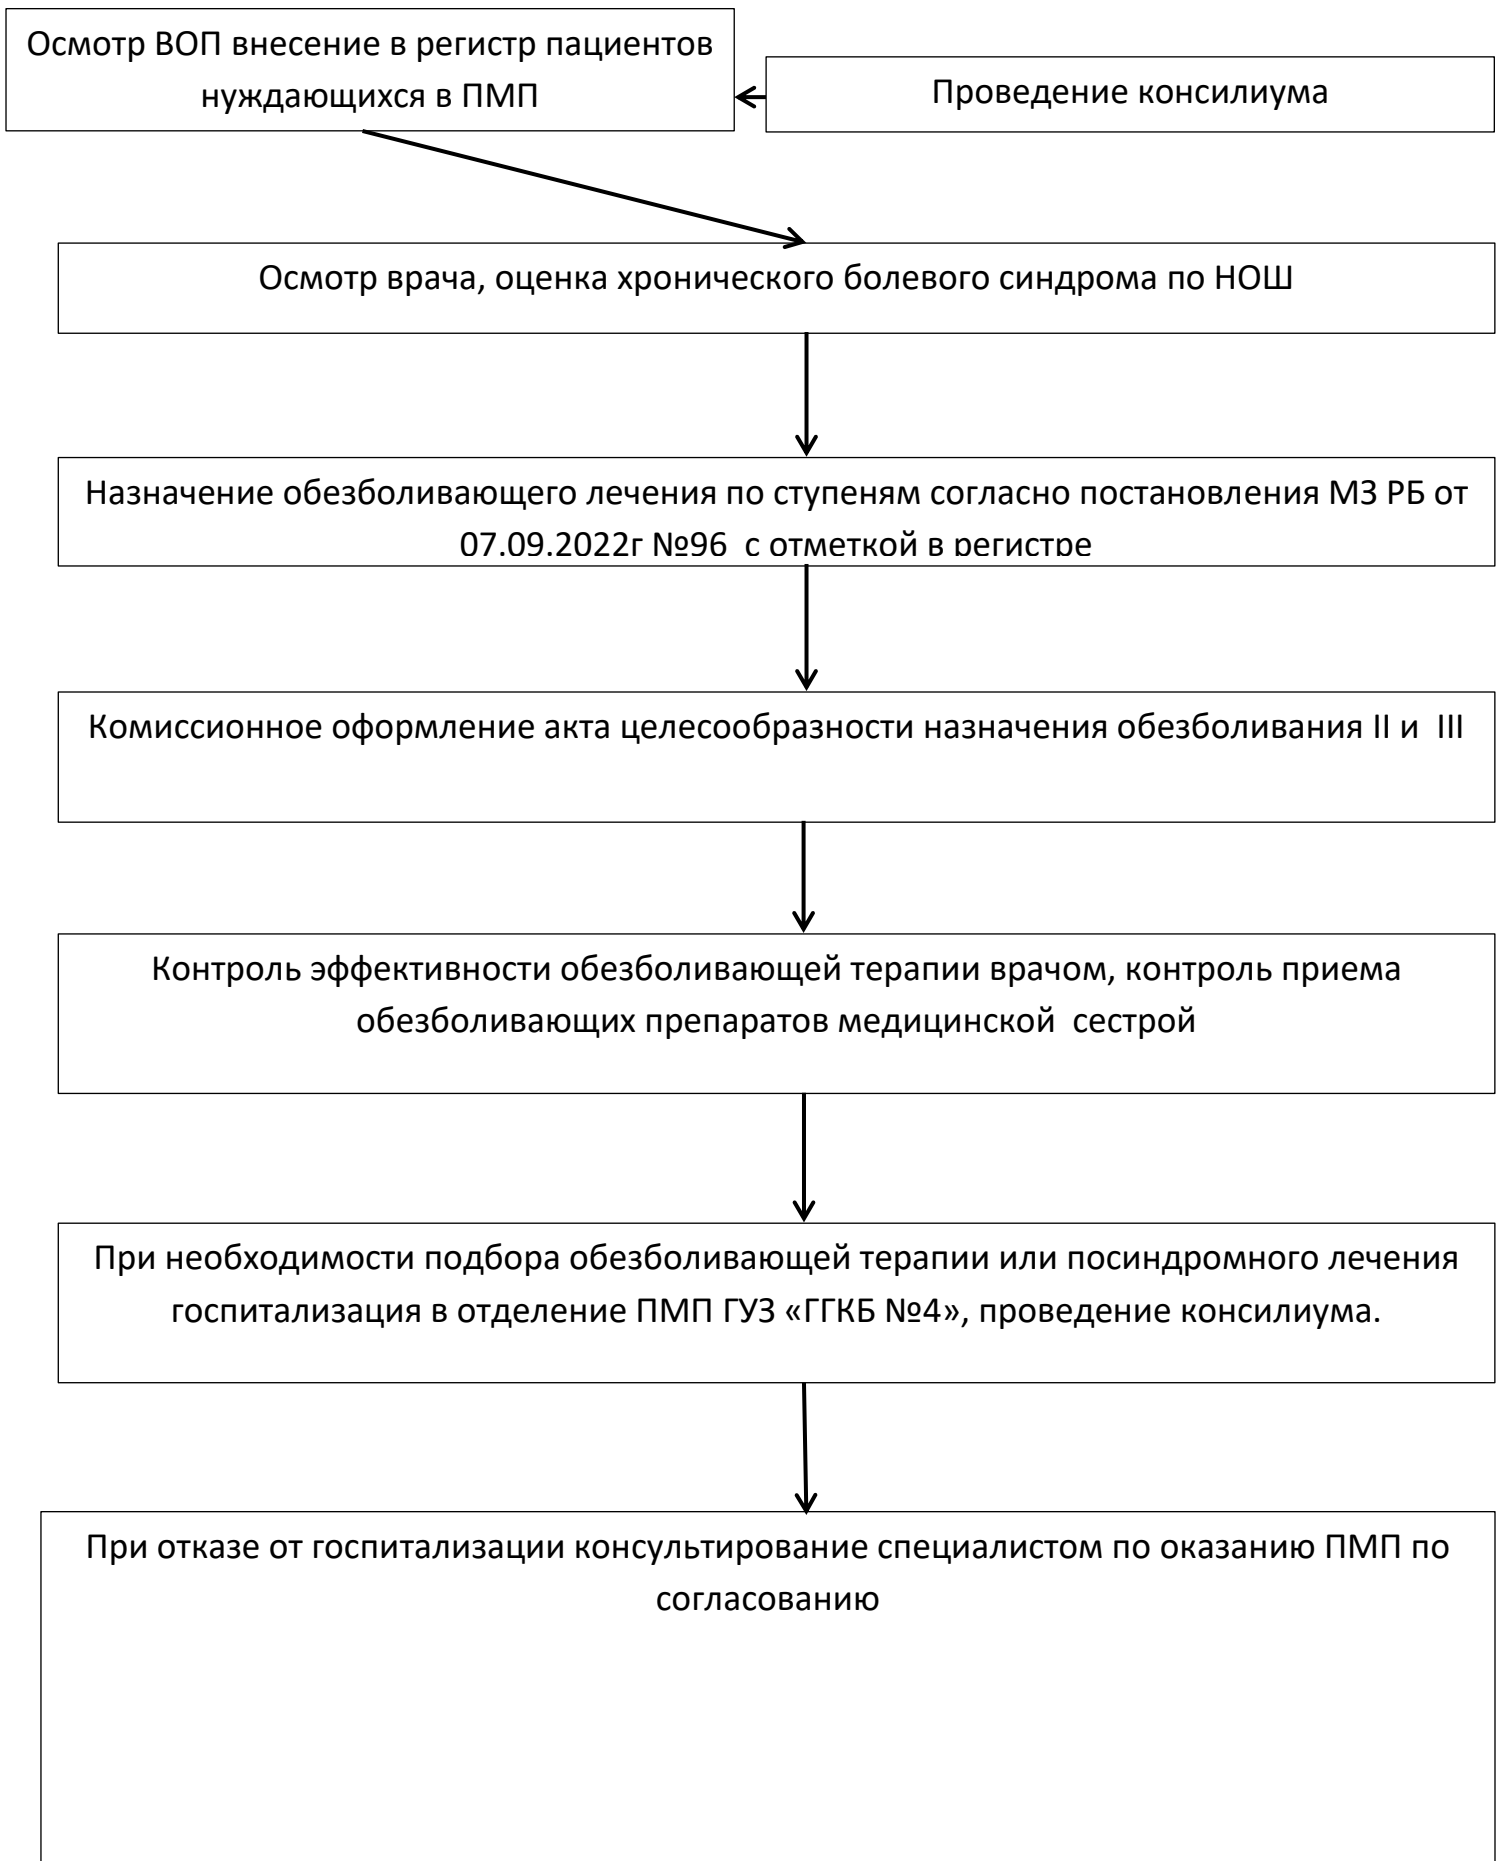 Осмотр ВОП внесение в регистр пациентов
нуждающихся в ПМП
Проведение консилиума
Осмотр врача, оценка хронического болевого синдрома по НОШ
Назначение обезболивающего лечения по ступеням согласно постановления МЗ РБ от
07.09.2022г №96  с отметкой в регистре
Комиссионное оформление акта целесообразности назначения обезболивания II и  III
Контроль эффективности обезболивающей терапии врачом, контроль приема
обезболивающих препаратов медицинской  сестрой
При необходимости подбора обезболивающей терапии или посиндромного лечения
госпитализация в отделение ПМП ГУЗ «ГГКБ №4», проведение консилиума.
При отказе от госпитализации консультирование специалистом по оказанию ПМП по
согласованию